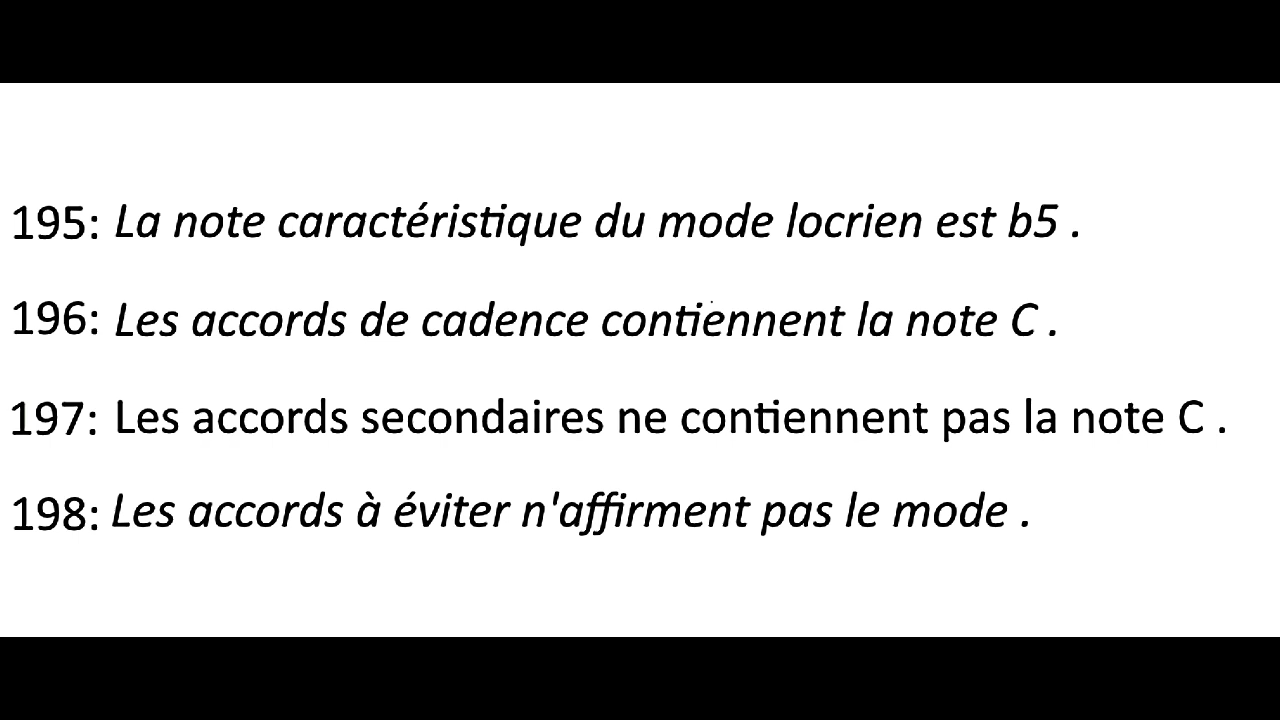 195: La note caractéristique du mode locrien est b5 .
196: Les accords de cadence contiennent la note C .
197: Les accords secondaires ne contiennent pas la note C .
198: Les accords à éviter n'affirment pas le mode .